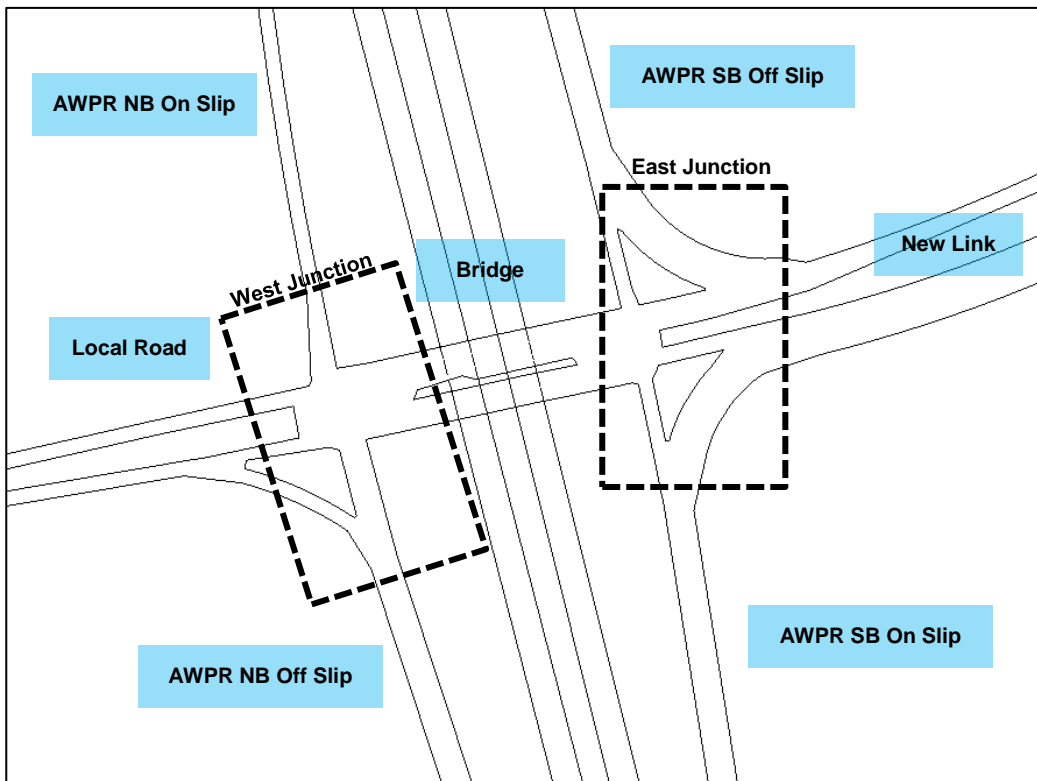 AWPR SB Off Slip
AWPR NB On Slip
East Junction
New Link
West Junction
Bridge
Local Road
AWPR SB On Slip
AWPR NB Off Slip